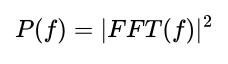 P(f) = |FFT(f)|²